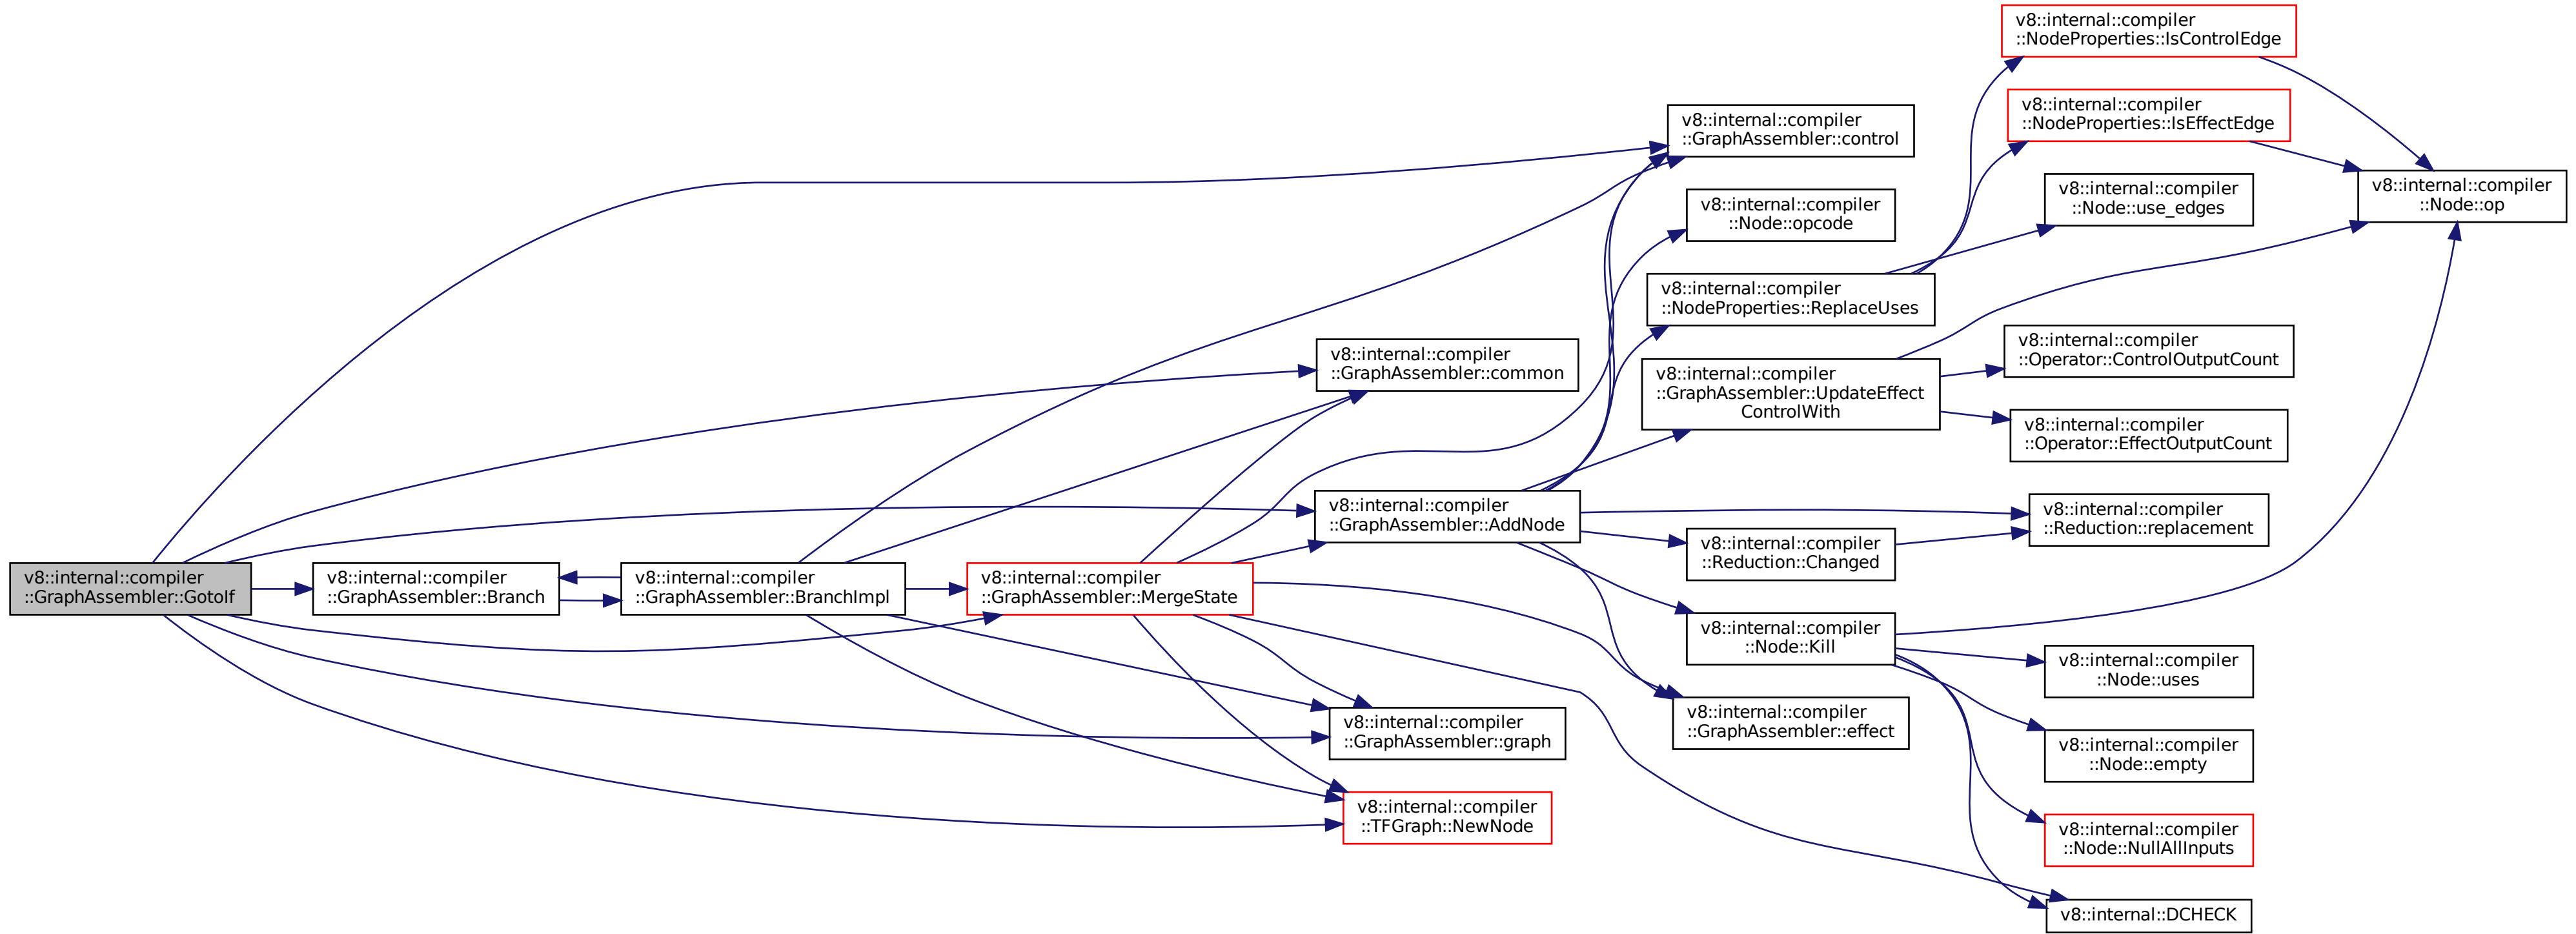 v8::internal::compiler
::GraphAssembler::GotoIf
v8::internal::compiler
::GraphAssembler::Branch
v8::internal::compiler
::GraphAssembler::BranchImpl
v8::internal::compiler
::GraphAssembler::MergeState
v8::internal::compiler
::GraphAssembler::common
v8::internal::compiler
::GraphAssembler::AddNode
v8::internal::compiler
::GraphAssembler::graph
v8::internal::compiler
::TFGraph::NewNode
v8::internal::compiler
::GraphAssembler::control
v8::internal::compiler
::Node::opcode
v8::internal::compiler
::NodeProperties::ReplaceUses
v8::internal::compiler
::GraphAssembler::UpdateEffect
ControlWith
v8::internal::compiler
::Reduction::Changed
v8::internal::compiler
::Node::Kill
v8::internal::compiler
::GraphAssembler::effect
v8::internal::compiler
::NodeProperties::IsControlEdge
v8::internal::compiler
::NodeProperties::IsEffectEdge
v8::internal::compiler
::Node::use_edges
v8::internal::compiler
::Operator::ControlOutputCount
v8::internal::compiler
::Operator::EffectOutputCount
v8::internal::compiler
::Reduction::replacement
v8::internal::compiler
::Node::uses
v8::internal::compiler
::Node::empty
v8::internal::compiler
::Node::NullAllInputs
v8::internal::DCHECK
v8::internal::compiler
::Node::op